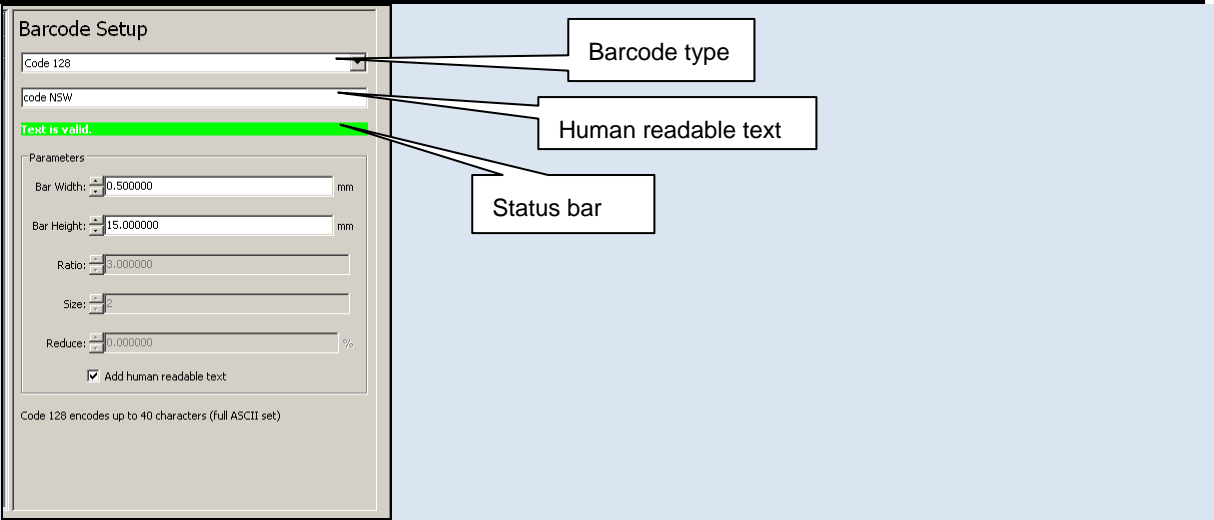 Barcode Setup
Code 128
code NSW
Text is valid.
Parameters
Bar Width: 0.500000 mm
Bar Height: 15.000000 mm
Ratio: 3.000000
Size: 2
Reduce: 0.000000 %
Add human readable text
Code 128 encodes up to 40 characters (full ASCII set)
Barcode type
Human readable text
Status bar